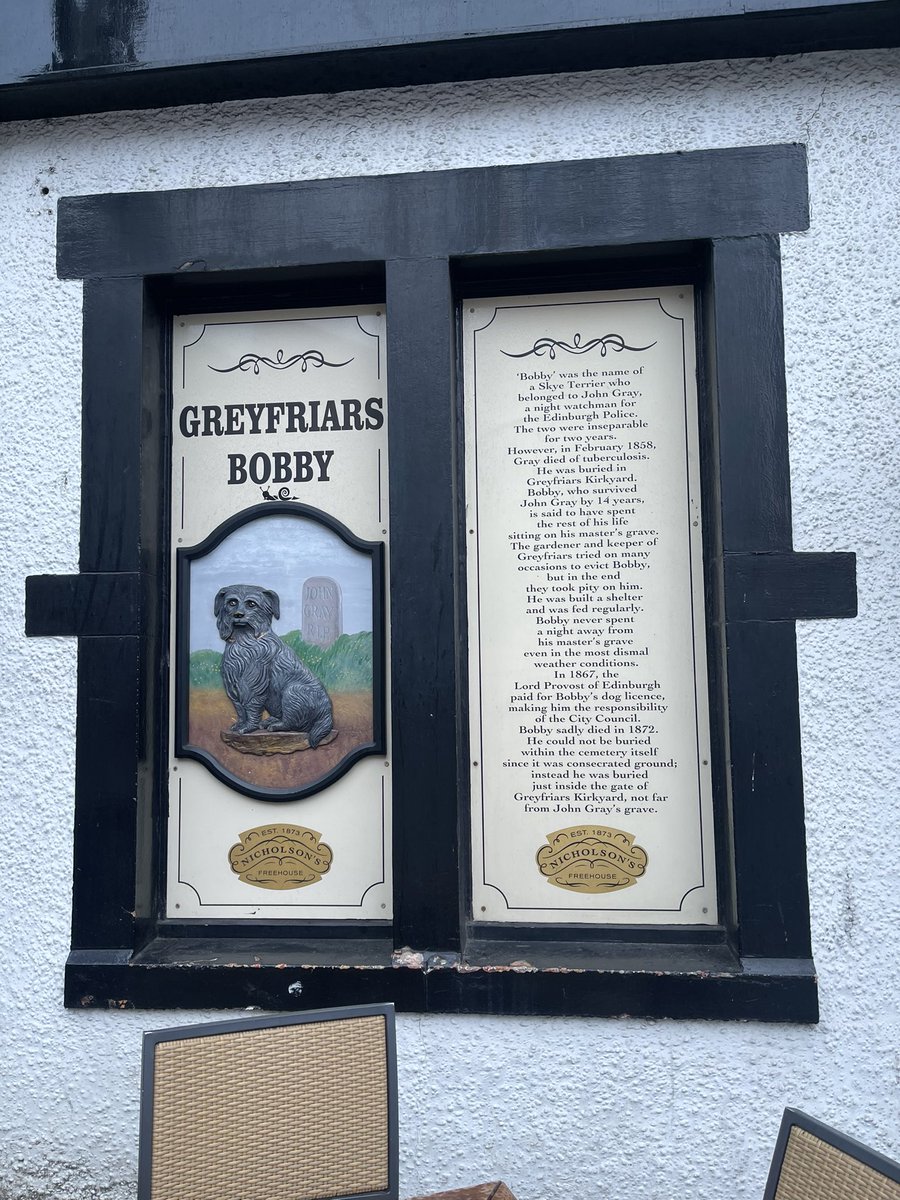 GREYFRIARS
BOBBY
JOHN
GRAY
EST. 1873
NICHOLSON'S
FREEHOUSE
'Bobby' was the name of
a Skye Terrier who
belonged to John Gray,
a night watchman for
the Edinburgh Police.
The two were inseparable
for two years.
However, in February 1858,
Gray died of tuberculosis.
He was buried in
Greyfriars Kirkyard.
Bobby, who survived
John Gray by 14 years,
is said to have spent
the rest of his life
sitting on his master's grave.
The gardener and keeper of
Greyfriars tried on many
occasions to evict Bobby,
but in the end
they took pity on him.
He was built a shelter
and was fed regularly.
Bobby never spent
a night away from
his master's grave
even in the most dismal
weather conditions.
In 1867, the
Lord Provost of Edinburgh
paid for Bobby's dog licence,
making him the responsibility
of the City Council.
Bobby sadly died in 1872.
He could not be buried
within the cemetery itself
since it was consecrated ground;
instead he was buried
just inside the gate of
Greyfriars Kirkyard, not far
from John Gray's grave.
EST. 1873
NICHOLSON'S
FREEHOUSE